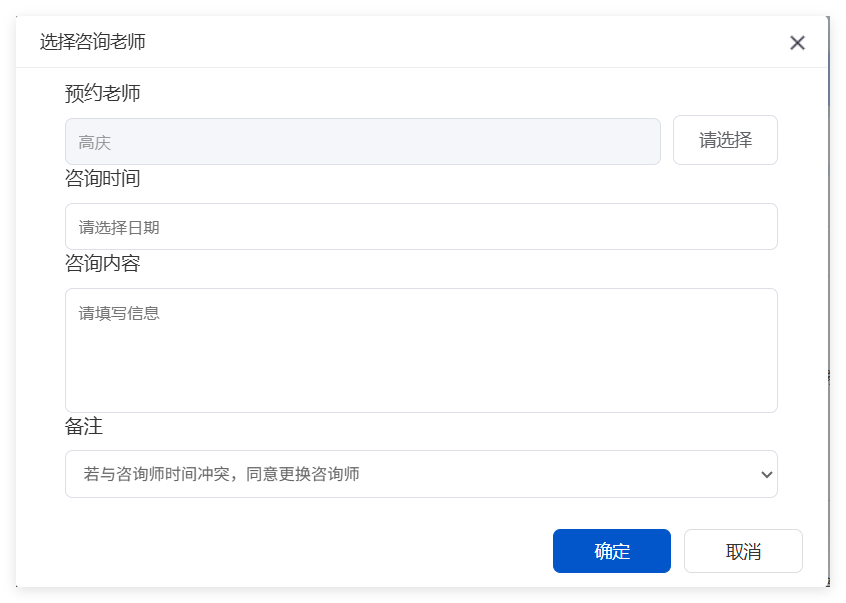 选择咨询老师
预约老师
高庆
请选择
咨询时间
请选择日期
咨询内容
请填写信息
备注
若与咨询师时间冲突，同意更换咨询师
确定
取消